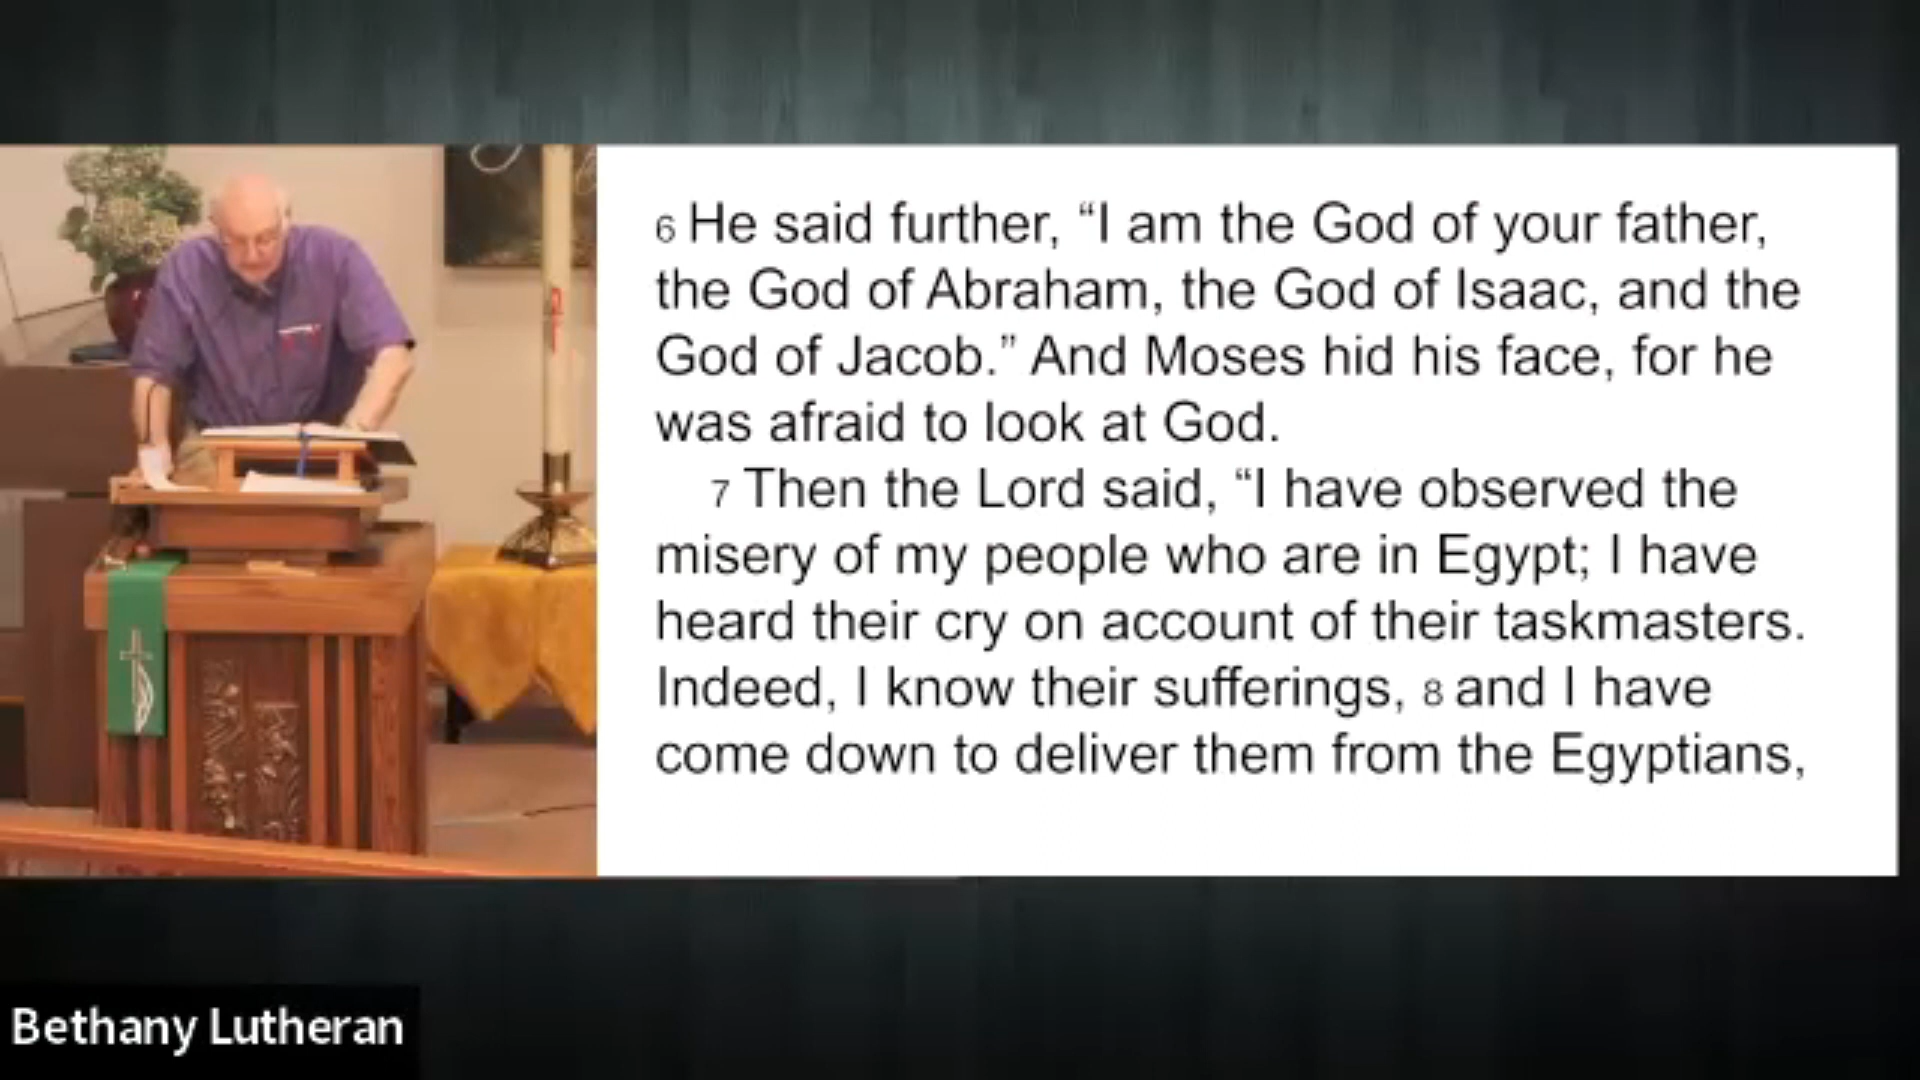 6 He said further, “I am the God of your father,
the God of Abraham, the God of Isaac, and the
God of Jacob.” And Moses hid his face, for he
was afraid to look at God.
7 Then the Lord said, “I have observed the
misery of my people who are in Egypt; I have
heard their cry on account of their taskmasters.
Indeed, I know their sufferings, 8 and I have
come down to deliver them from the Egyptians,
Bethany Lutheran